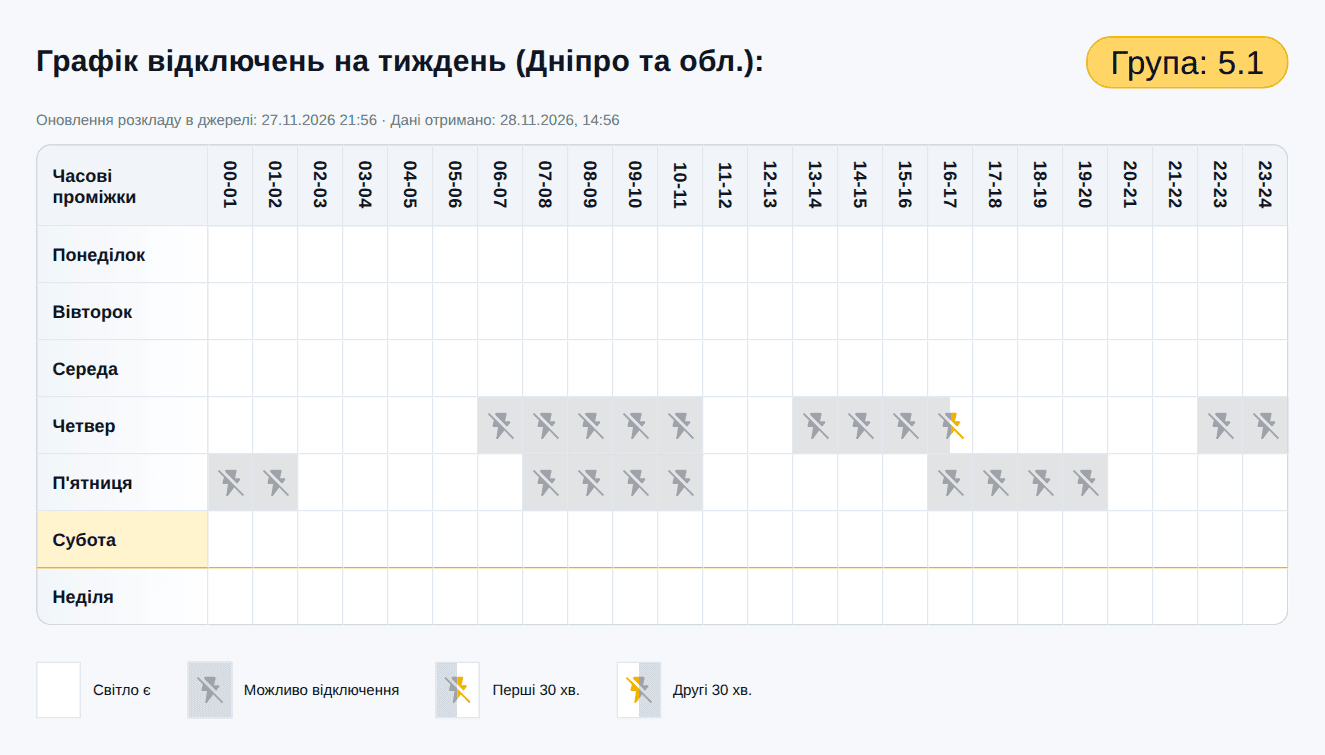 Графік відключень на тиждень (Дніпро та обл.):
Група: 5.1
Оновлення розкладу в джерелі: 27.11.2026 21:56 · Дані отримано: 28.11.2026, 14:56
Часові проміжки 00-01 01-02 02-03 03-04 04-05 05-06 06-07 07-08 08-09 09-10 10-11 11-12 12-13 13-14 14-15 15-16 16-17 17-18 18-19 19-20 20-21 21-22 22-23 23-24
Понеділок
Вівторок
Середа
Четвер
П'ятниця
Субота
Неділя
Світло є Можливо відключення Перші 30 хв. Другі 30 хв.